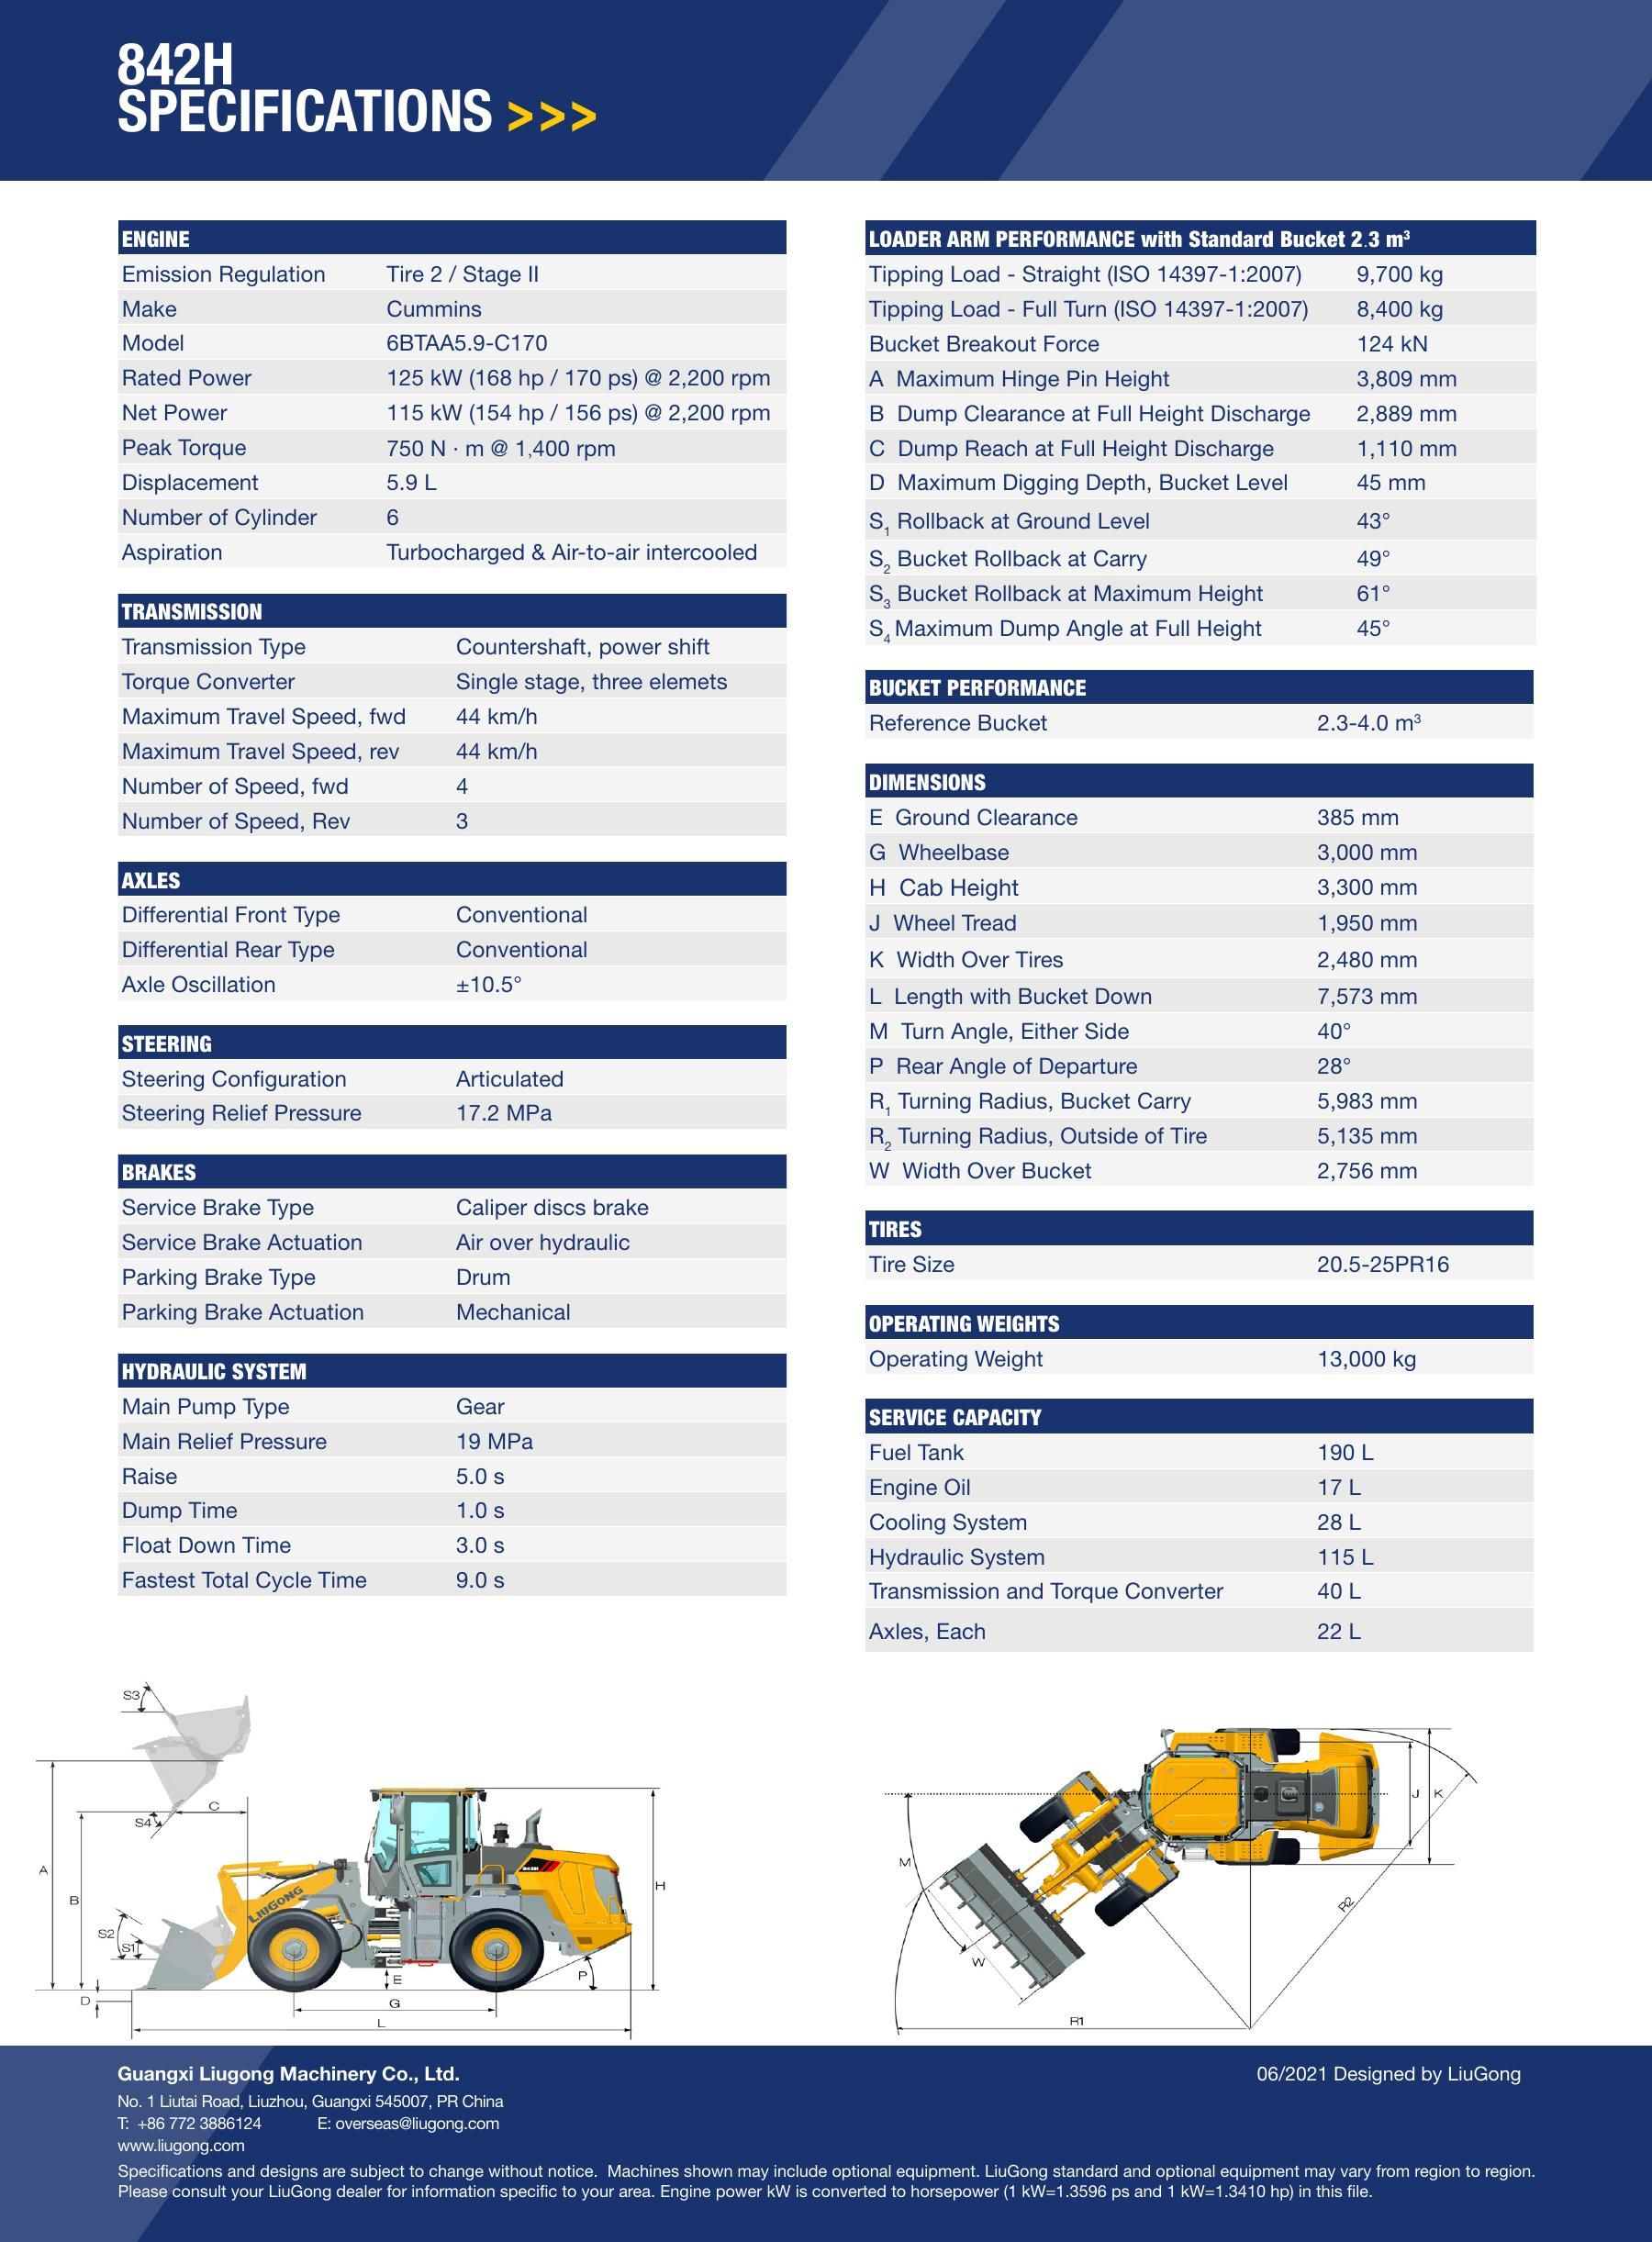 842H
SPECIFICATIONS >>>
ENGINE
Emission Regulation Tire 2 / Stage II
Make Cummins
Model 6BTAA5.9-C170
Rated Power 125 kW (168 hp / 170 ps) @ 2,200 rpm
Net Power 115 kW (154 hp / 156 ps) @ 2,200 rpm
Peak Torque 750 N · m @ 1,400 rpm
Displacement 5.9 L
Number of Cylinder 6
Aspiration Turbocharged & Air-to-air intercooled
TRANSMISSION
Transmission Type Countershaft, power shift
Torque Converter Single stage, three elemets
Maximum Travel Speed, fwd 44 km/h
Maximum Travel Speed, rev 44 km/h
Number of Speed, fwd 4
Number of Speed, Rev 3
AXLES
Differential Front Type Conventional
Differential Rear Type Conventional
Axle Oscillation ±10.5°
STEERING
Steering Configuration Articulated
Steering Relief Pressure 17.2 MPa
BRAKES
Service Brake Type Caliper discs brake
Service Brake Actuation Air over hydraulic
Parking Brake Type Drum
Parking Brake Actuation Mechanical
HYDRAULIC SYSTEM
Main Pump Type Gear
Main Relief Pressure 19 MPa
Raise 5.0 s
Dump Time 1.0 s
Float Down Time 3.0 s
Fastest Total Cycle Time 9.0 s
LOADER ARM PERFORMANCE with Standard Bucket 2.3 m³
Tipping Load - Straight (ISO 14397-1:2007) 9,700 kg
Tipping Load - Full Turn (ISO 14397-1:2007) 8,400 kg
Bucket Breakout Force 124 kN
A Maximum Hinge Pin Height 3,809 mm
B Dump Clearance at Full Height Discharge 2,889 mm
C Dump Reach at Full Height Discharge 1,110 mm
D Maximum Digging Depth, Bucket Level 45 mm
S₁ Rollback at Ground Level 43°
S₂ Bucket Rollback at Carry 49°
S₃ Bucket Rollback at Maximum Height 61°
S₄ Maximum Dump Angle at Full Height 45°
BUCKET PERFORMANCE
Reference Bucket 2.3-4.0 m³
DIMENSIONS
E Ground Clearance 385 mm
G Wheelbase 3,000 mm
H Cab Height 3,300 mm
J Wheel Tread 1,950 mm
K Width Over Tires 2,480 mm
L Length with Bucket Down 7,573 mm
M Turn Angle, Either Side 40°
P Rear Angle of Departure 28°
R₁ Turning Radius, Bucket Carry 5,983 mm
R₂ Turning Radius, Outside of Tire 5,135 mm
W Width Over Bucket 2,756 mm
TIRES
Tire Size 20.5-25PR16
OPERATING WEIGHTS
Operating Weight 13,000 kg
SERVICE CAPACITY
Fuel Tank 190 L
Engine Oil 17 L
Cooling System 28 L
Hydraulic System 115 L
Transmission and Torque Converter 40 L
Axles, Each 22 L
S3
C
S4
A
B
H
LIUGONG
S2
S1
E
P
D
G
L
J K
M
R2
W
R1
Guangxi Liugong Machinery Co., Ltd.
No. 1 Liutai Road, Liuzhou, Guangxi 545007, PR China
T: +86 772 3886124 E: overseas@liugong.com
www.liugong.com
06/2021 Designed by LiuGong
Specifications and designs are subject to change without notice. Machines shown may include optional equipment. LiuGong standard and optional equipment may vary from region to region.
Please consult your LiuGong dealer for information specific to your area. Engine power kW is converted to horsepower (1 kW=1.3596 ps and 1 kW=1.3410 hp) in this file.